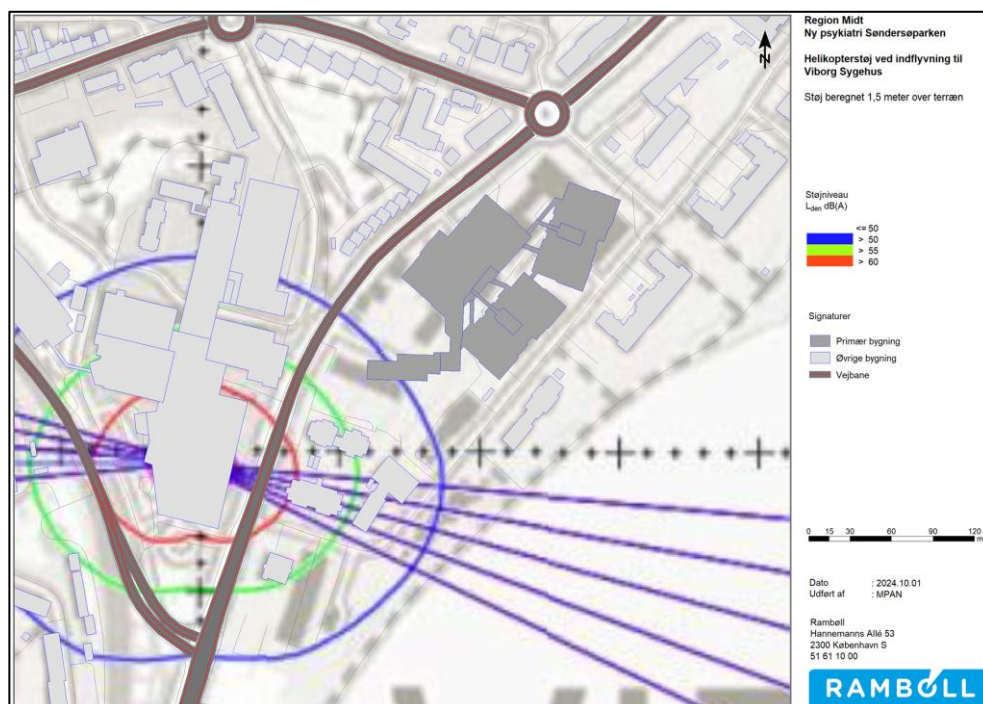 Region Midt
Ny psykiatri Søndersøparken
Helikopterstøj ved indflyvning til
Viborg Sygehus
Støj beregnet 1,5 meter over terræn
N
Støjniveau
Lden dB(A)
<= 50
> 50
> 55
> 60
Signaturer
Primær bygning
Øvrige bygning
Vejbane
0 15 30 60 90 120
m
Dato : 2024.10.01
Udført af : MPAN
Rambøll
Hannemanns Allé 53
2300 København S
51 61 10 00
RAMBOLL